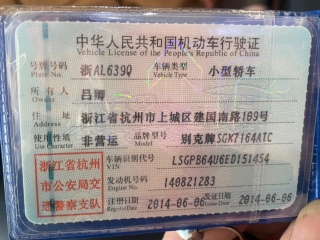 中华人民共和国机动车行驶证
Vehicle License of the People's Republic of China
号牌号码 浙AL639Q 车辆类型 小型轿车
Plate No. Vehicle Type
所有人 吕
Owner
住址 浙江省杭州市上城区建国南路109号
使用性质 非营运 品牌型号 别克牌SGK7164ATC
Use Character Model
浙江省杭州 车辆识别代号 LSGPB64U6ED151454
VIN
市公安局交 发动机号码 140821283
Engine No.
通警察支队 注册日期 2014-06-06 发证日期 2014-06-06
Register Date Issue Date